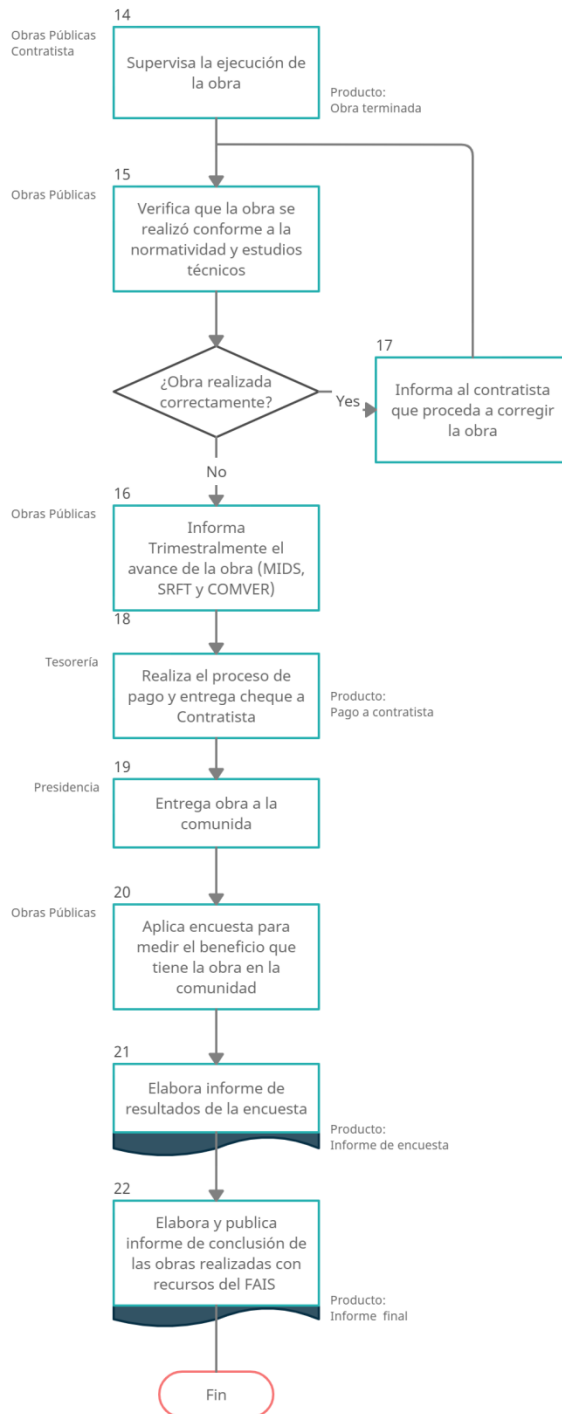 14
Obras Públicas
Contratista
Supervisa la ejecución de
la obra
Producto:
Obra terminada
15
Obras Públicas
Verifica que la obra se
realizó conforme a la
normatividad y estudios
técnicos
¿Obra realizada
correctamente?
Yes
17
Informa al contratista
que proceda a corregir
la obra
No
16
Obras Públicas
Informa
Trimestralmente el
avance de la obra (MIDS,
SRFT y COMVER)
18
Tesorería
Realiza el proceso de
pago y entrega cheque a
Contratista
Producto:
Pago a contratista
19
Presidencia
Entrega obra a la
comunida
20
Obras Públicas
Aplica encuesta para
medir el beneficio que
tiene la obra en la
comunidad
21
Elabora informe de
resultados de la encuesta
Producto:
Informe de encuesta
22
Elabora y publica
informe de conclusión de
las obras realizadas con
recursos del FAIS
Producto:
Informe final
Fin